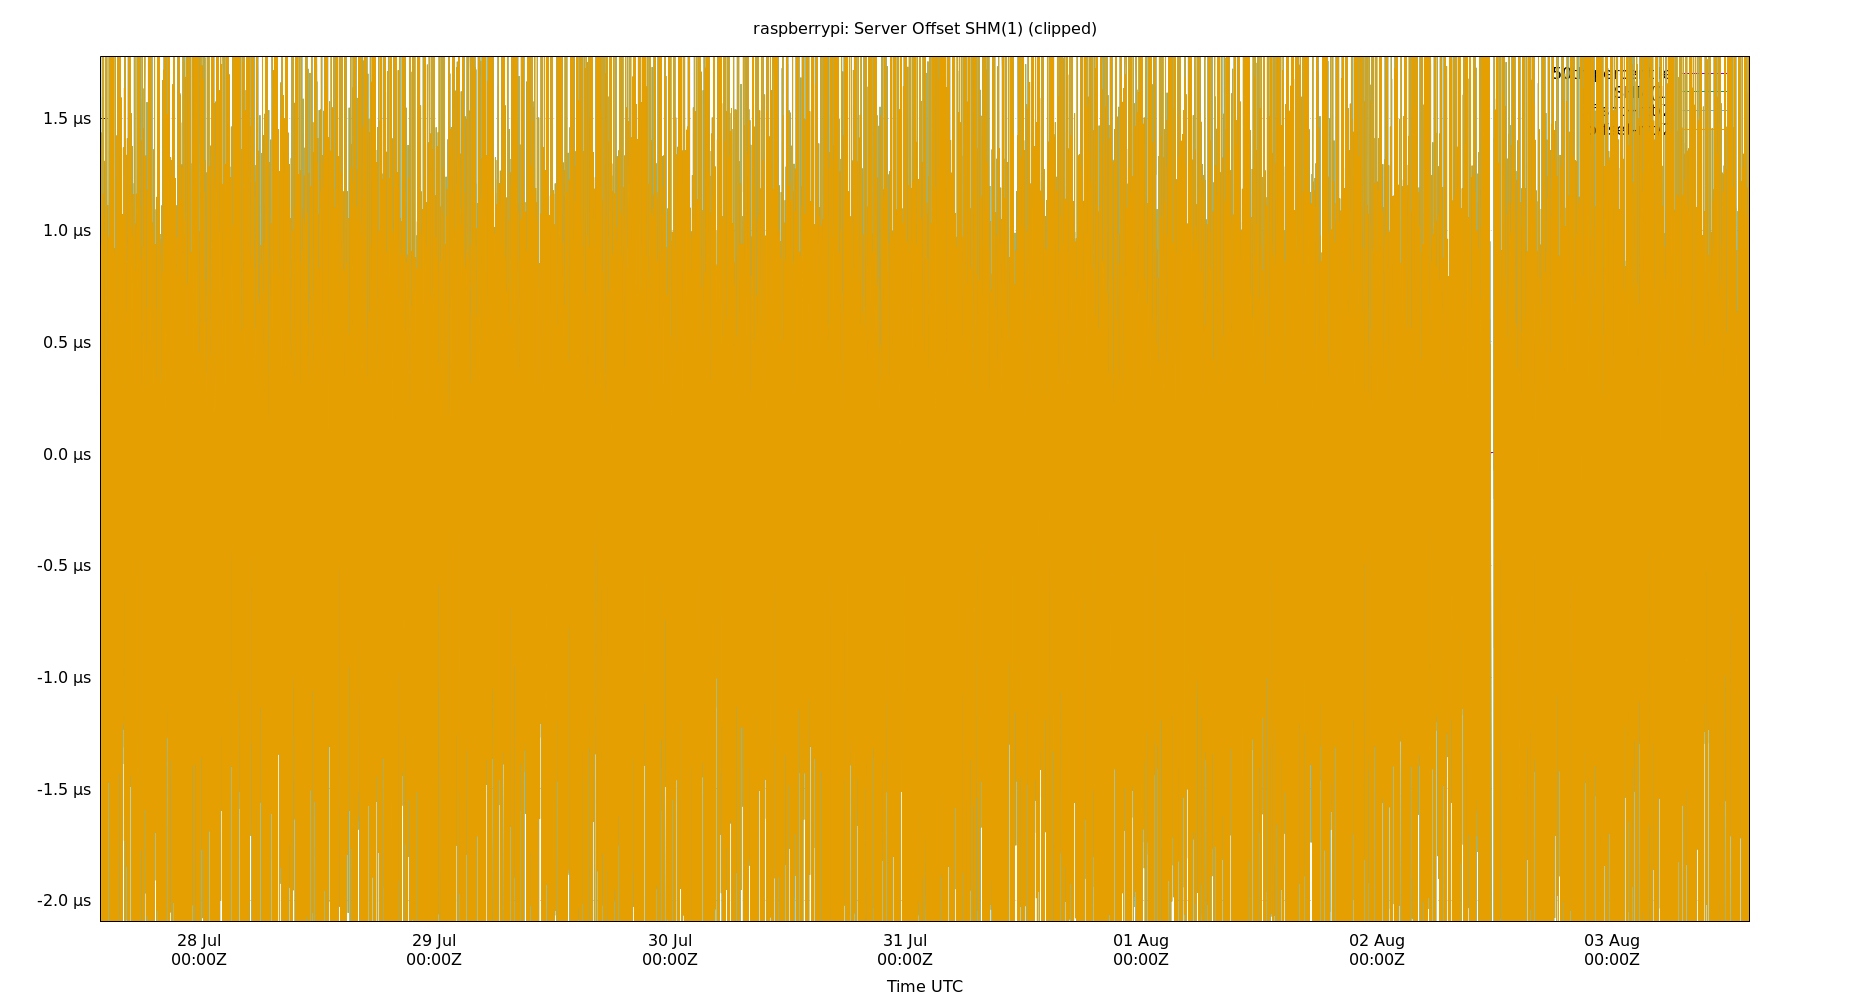 raspberrypi: Server Offset SHM(1) (clipped)
1.5 µs
1.0 µs
0.5 µs
0.0 µs
-0.5 µs
-1.0 µs
-1.5 µs
-2.0 µs
28 Jul 29 Jul 30 Jul 31 Jul 01 Aug 02 Aug 03 Aug
00:00Z 00:00Z 00:00Z 00:00Z 00:00Z 00:00Z 00:00Z
Time UTC